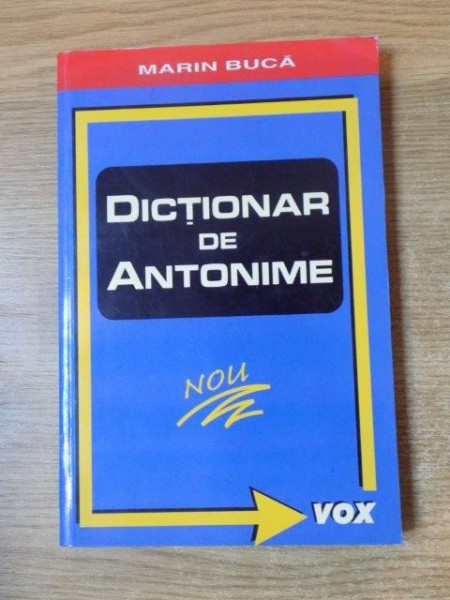 MARIN BUCĂ
DICȚIONAR
DE
ANTONIME
NOU
VOX